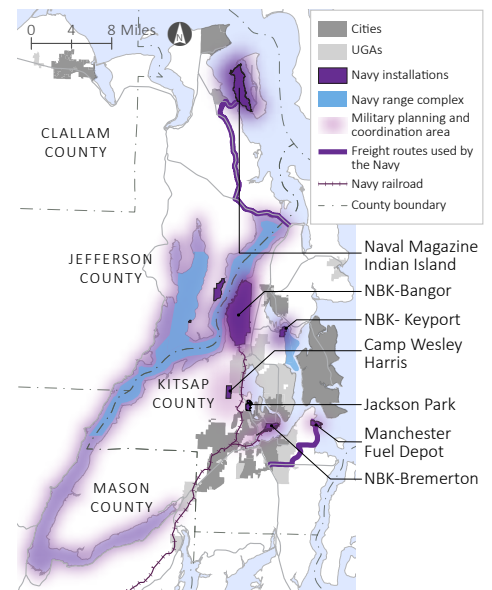 0 4 8 Miles
N
Cities
UGAs
Navy installations
Navy range complex
Military planning and
coordination area
Freight routes used by
the Navy
Navy railroad
County boundary
CLALLAM
COUNTY
JEFFERSON
COUNTY
KITSAP
COUNTY
MASON
COUNTY
Naval Magazine
Indian Island
NBK-Bangor
NBK- Keyport
Camp Wesley
Harris
Jackson Park
Manchester
Fuel Depot
NBK-Bremerton